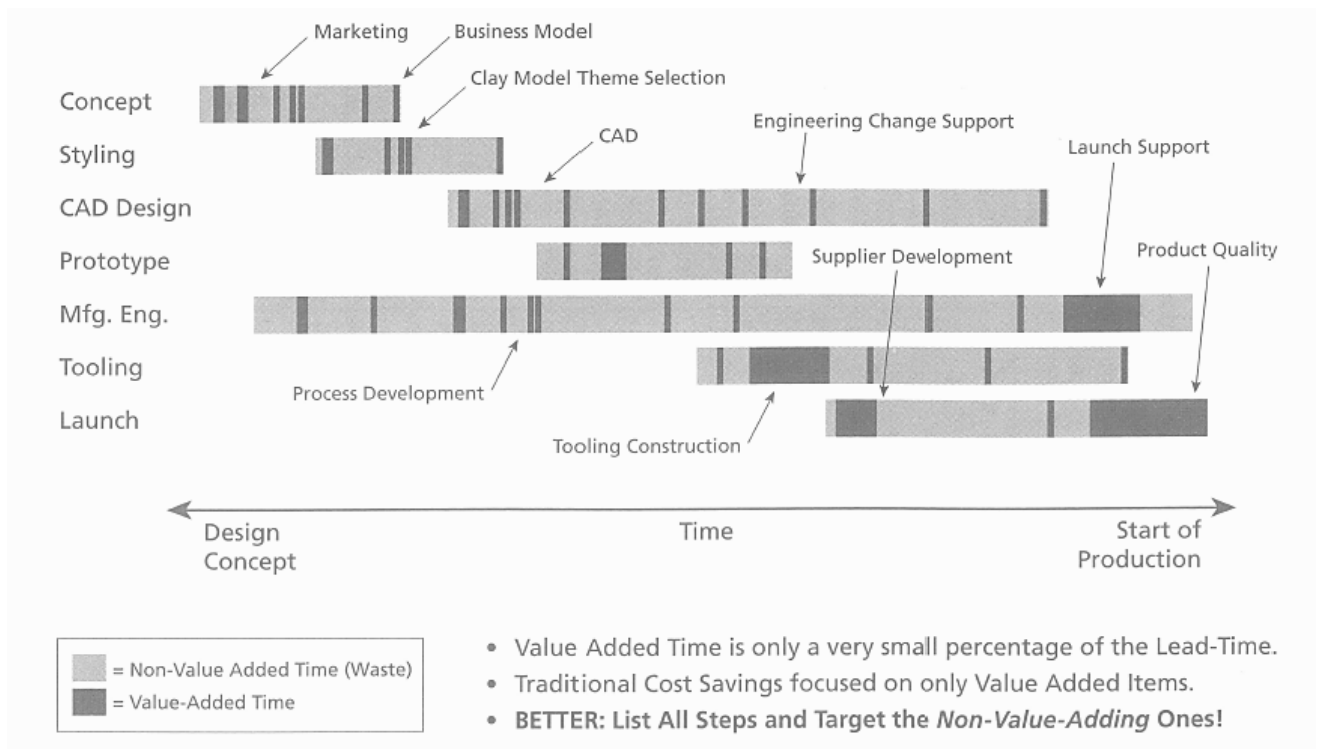 Marketing
Business Model
Clay Model Theme Selection
Concept
Engineering Change Support
CAD
Styling
Launch Support
CAD Design
Prototype
Supplier Development
Product Quality
Mfg. Eng.
Tooling
Process Development
Launch
Tooling Construction
Design
Concept
Time
Start of
Production
= Non-Value Added Time (Waste)
= Value-Added Time
• Value Added Time is only a very small percentage of the Lead-Time.
• Traditional Cost Savings focused on only Value Added Items.
• BETTER: List All Steps and Target the Non-Value-Adding Ones!